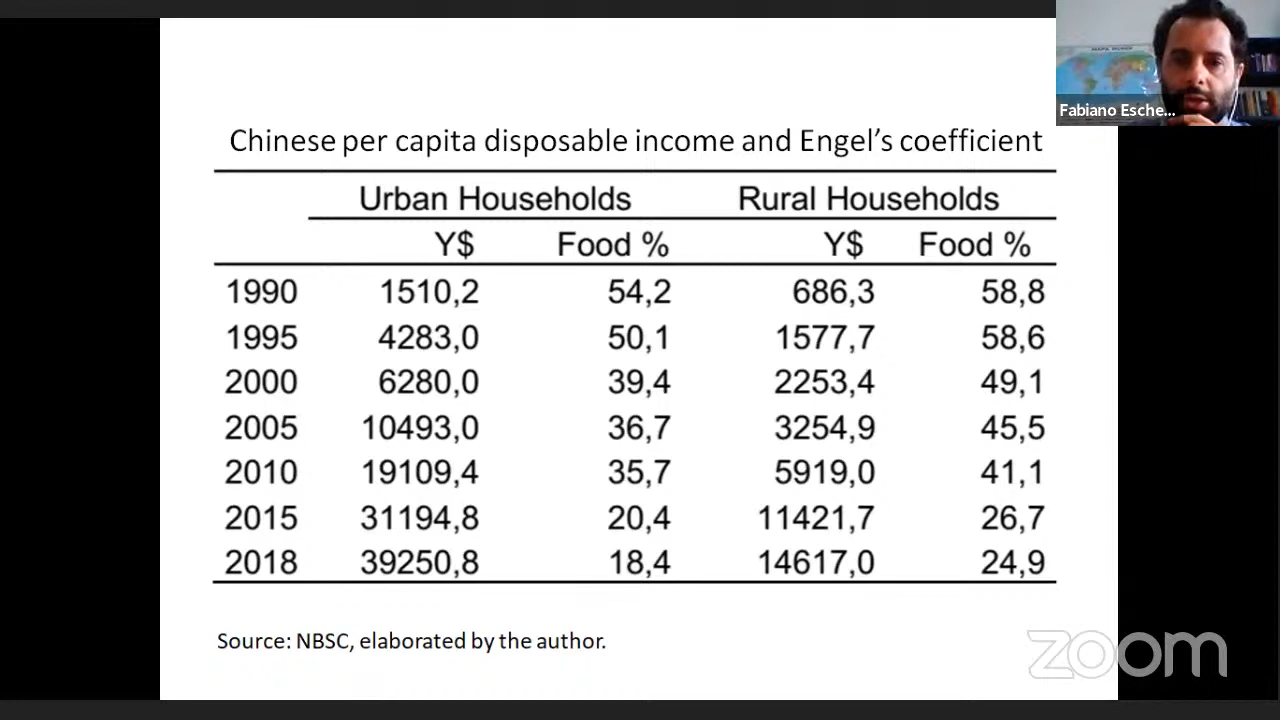 Fabiano Esche...
Chinese per capita disposable income and Engel's coefficient
Urban Households Rural Households
Y$ Food % Y$ Food %
1990 1510,2 54,2 686,3 58,8
1995 4283,0 50,1 1577,7 58,6
2000 6280,0 39,4 2253,4 49,1
2005 10493,0 36,7 3254,9 45,5
2010 19109,4 35,7 5919,0 41,1
2015 31194,8 20,4 11421,7 26,7
2018 39250,8 18,4 14617,0 24,9
Source: NBSC, elaborated by the author.
zoom